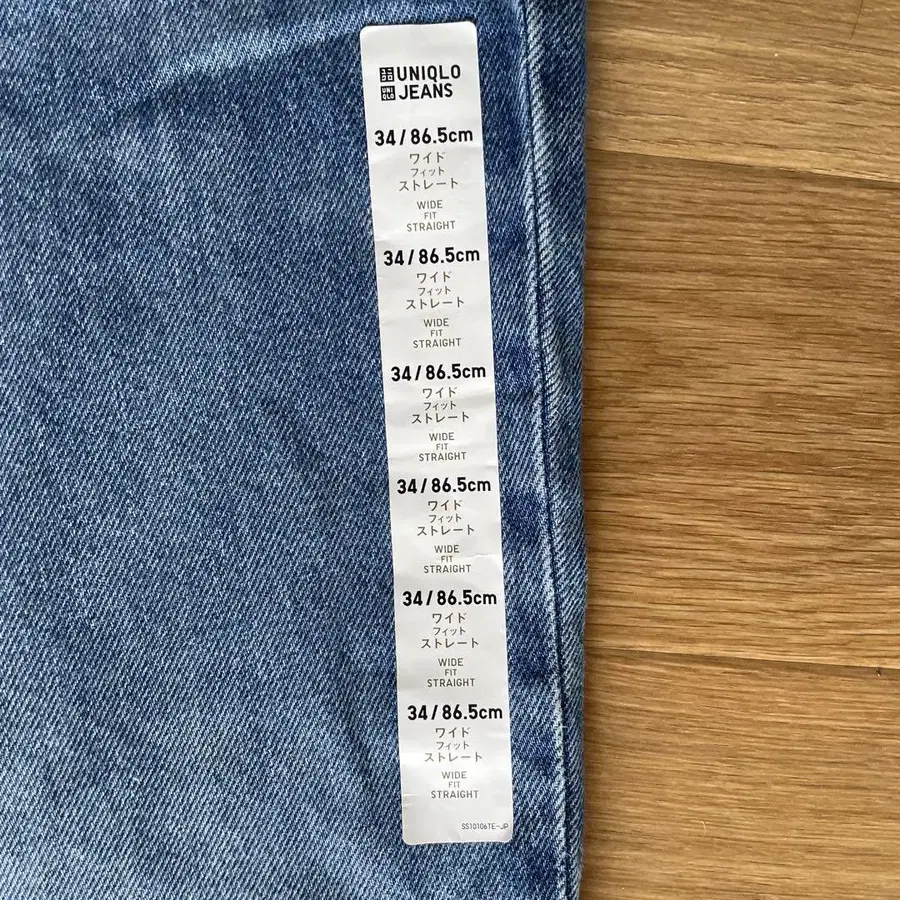 UNIQLO
JEANS
34/86.5cm
ワイド
フィット
ストレート
WIDE
FIT
STRAIGHT
34/86.5cm
ワイド
フィット
ストレート
WIDE
FIT
STRAIGHT
34/86.5cm
ワイド
フィット
ストレート
WIDE
FIT
STRAIGHT
34/86.5cm
ワイド
フィット
ストレート
WIDE
FIT
STRAIGHT
34/86.5cm
ワイド
フィット
ストレート
WIDE
FIT
STRAIGHT
34/86.5cm
ワイド
フィット
ストレート
WIDE
FIT
STRAIGHT
SS10106TE-JP